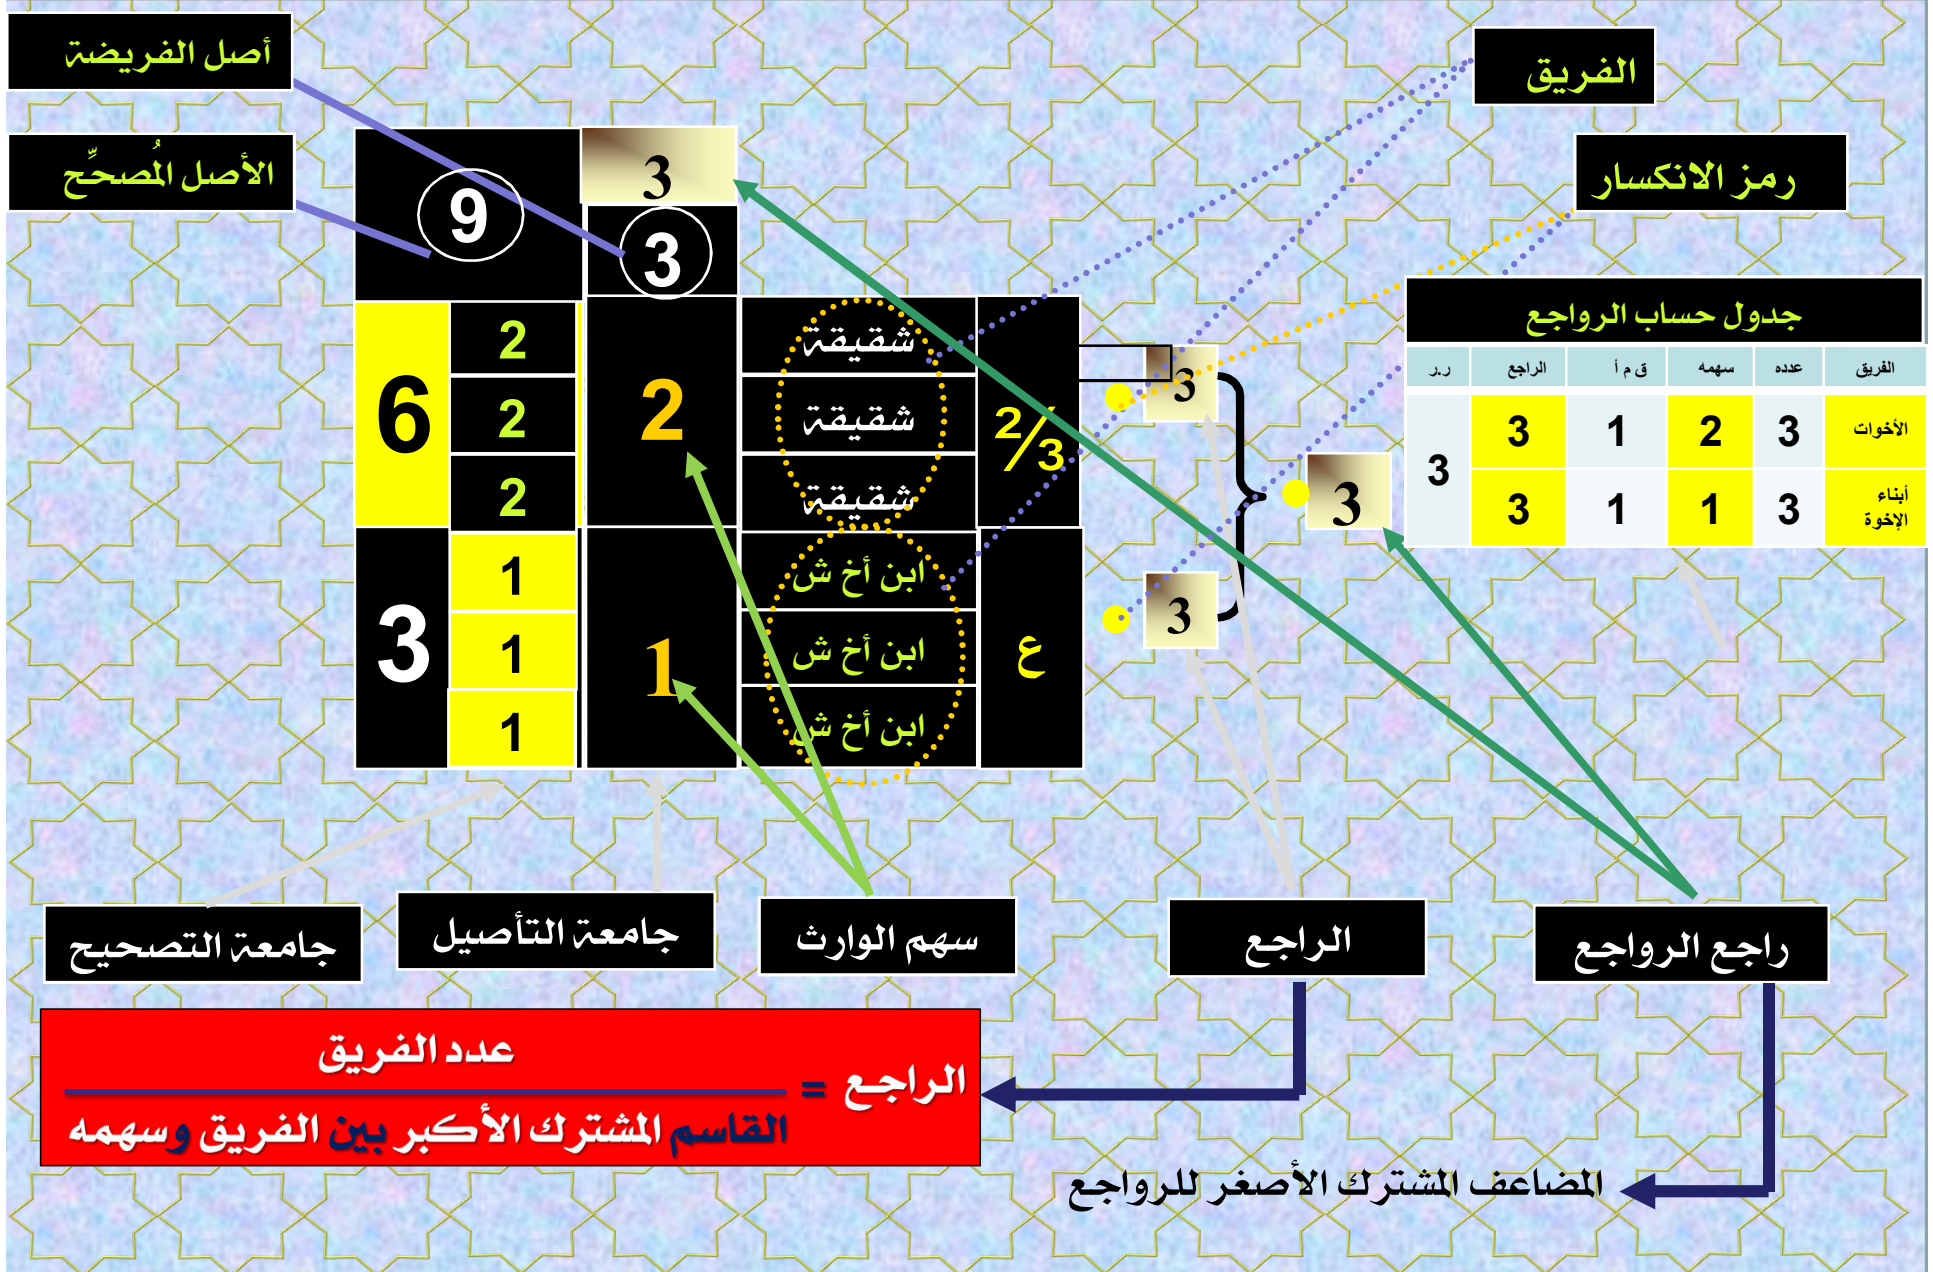 أصل الفريضة
الفريق
الأصل المُصحِّح
رمز الانكسار
3
9
3
جدول حساب الرواجع
الفريق عدده سهمه ق م أ الراجع ر.ر
الأخوات 3 2 1 3 3
أبناء الإخوة 3 1 1 3
⅔ شقيقة 2 2 6
شقيقة 2
شقيقة 2
ع ابن أخ ش 1 1 3
ابن أخ ش 1
ابن أخ ش 1
3
3
3
راجع الرواجع
الراجع
سهم الوارث
جامعة التأصيل
جامعة التصحيح
الراجع = عدد الفريق
القاسم المشترك الأكبر بين الفريق وسهمه
المضاعف المشترك الأصغر للرواجع